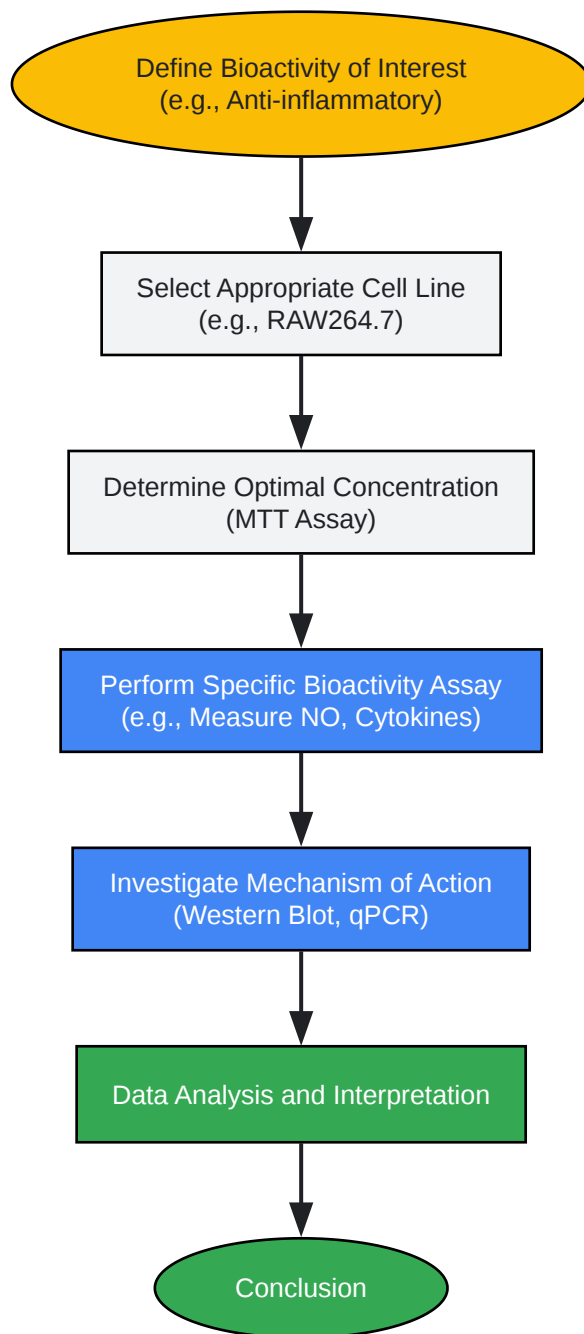 Define Bioactivity of Interest
(e.g., Anti-inflammatory)
Select Appropriate Cell Line
(e.g., RAW264.7)
Determine Optimal Concentration
(MTT Assay)
Perform Specific Bioactivity Assay
(e.g., Measure NO, Cytokines)
Investigate Mechanism of Action
(Western Blot, qPCR)
Data Analysis and Interpretation
Conclusion